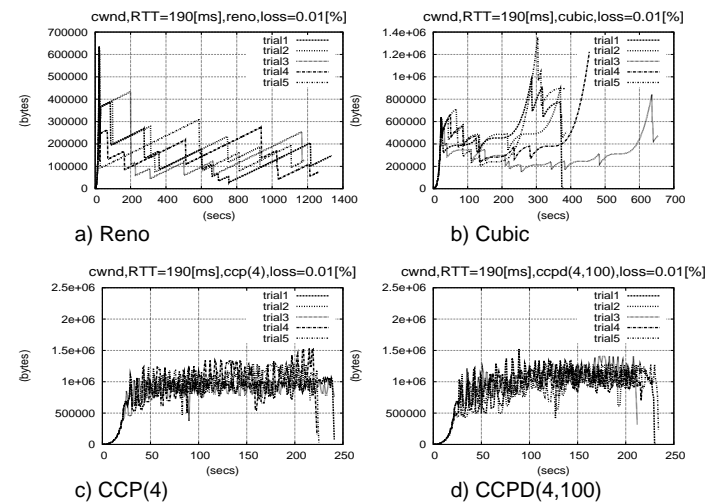 cwnd,RTT=190[ms],reno,loss=0.01[%]
700000
600000
500000
400000
300000
200000
100000
0
(bytes)
trial1
trial2
trial3
trial4
trial5
0 200 400 600 800 1000 1200 1400
(secs)
a) Reno
cwnd,RTT=190[ms],cubic,loss=0.01[%]
1.4e+06
1.2e+06
1e+06
800000
600000
400000
200000
0
(bytes)
trial1
trial2
trial3
trial4
trial5
0 100 200 300 400 500 600 700
(secs)
b) Cubic
cwnd,RTT=190[ms],ccp(4),loss=0.01[%]
2.5e+06
2e+06
1.5e+06
1e+06
500000
0
(bytes)
trial1
trial2
trial3
trial4
trial5
0 50 100 150 200 250
(secs)
c) CCP(4)
cwnd,RTT=190[ms],ccpd(4,100),loss=0.01[%]
2.5e+06
2e+06
1.5e+06
1e+06
500000
0
(bytes)
trial1
trial2
trial3
trial4
trial5
0 50 100 150 200 250
(secs)
d) CCPD(4,100)